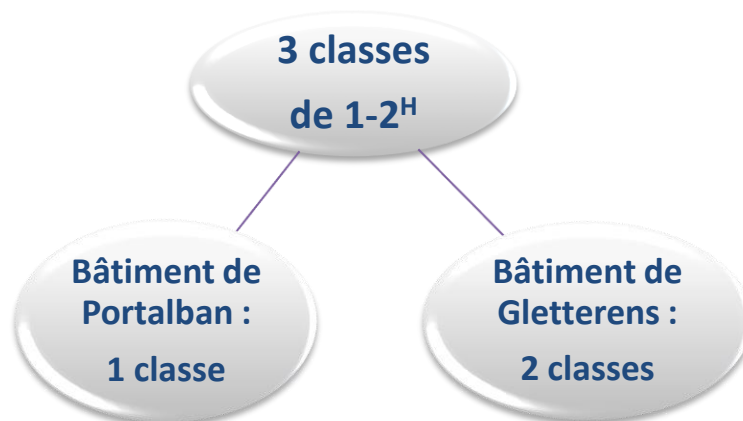 3 classes
de 1-2ᴴ
Bâtiment de
Portalban :
1 classe
Bâtiment de
Gletterens :
2 classes